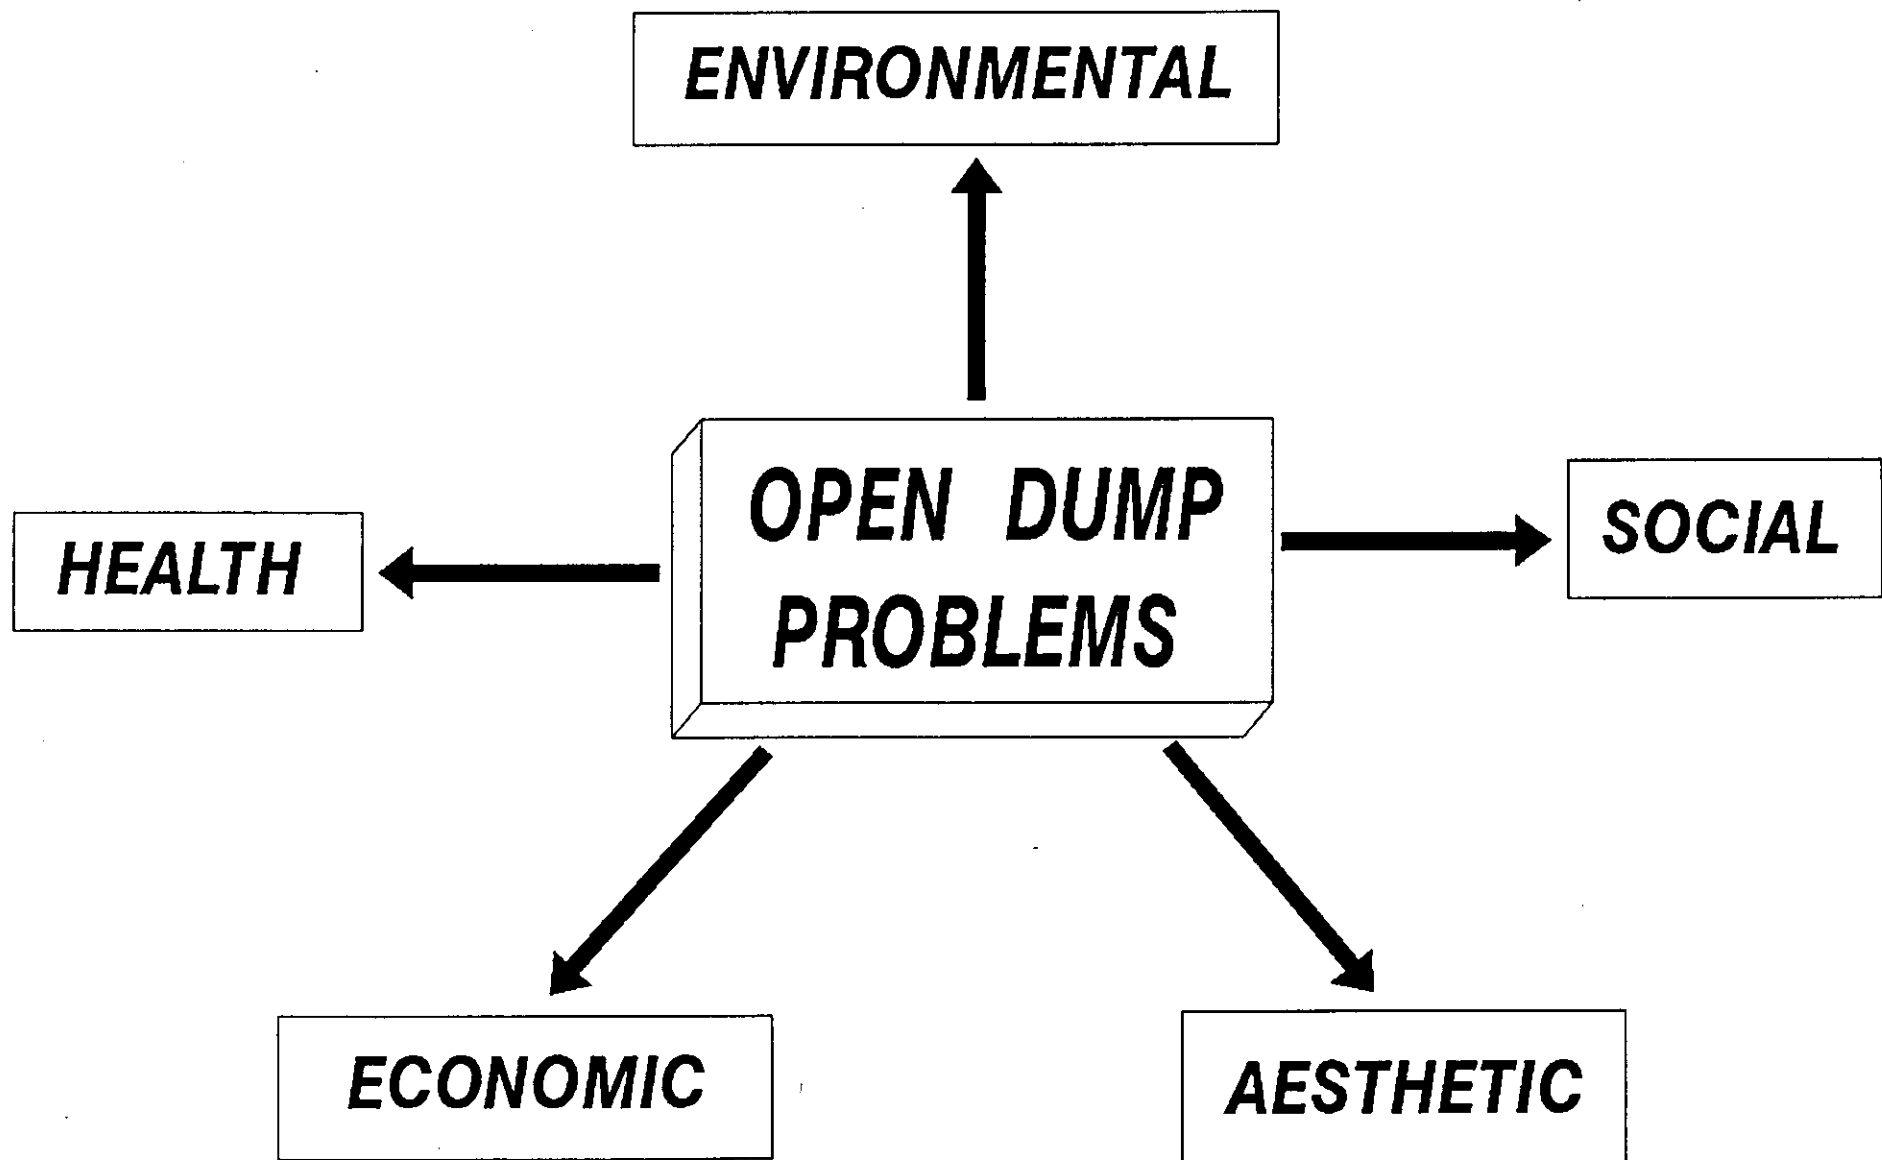 ENVIRONMENTAL
OPEN DUMP
PROBLEMS
SOCIAL
HEALTH
ECONOMIC
AESTHETIC